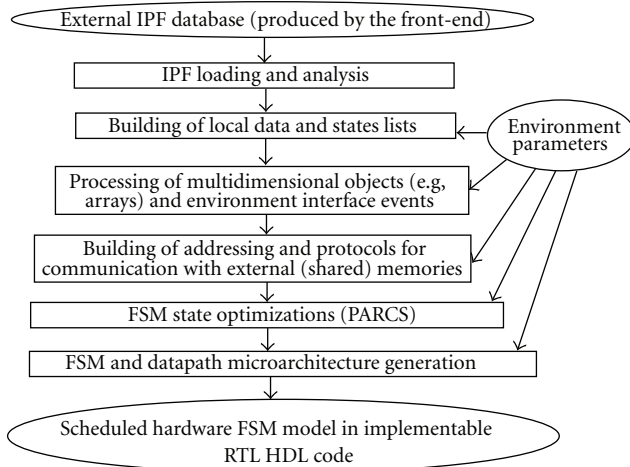 External IPF database (produced by the front-end)
IPF loading and analysis
Building of local data and states lists
Environment
parameters
Processing of multidimensional objects (e.g,
arrays) and environment interface events
Building of addressing and protocols for
communication with external (shared) memories
FSM state optimizations (PARCS)
FSM and datapath microarchitecture generation
Scheduled hardware FSM model in implementable
RTL HDL code